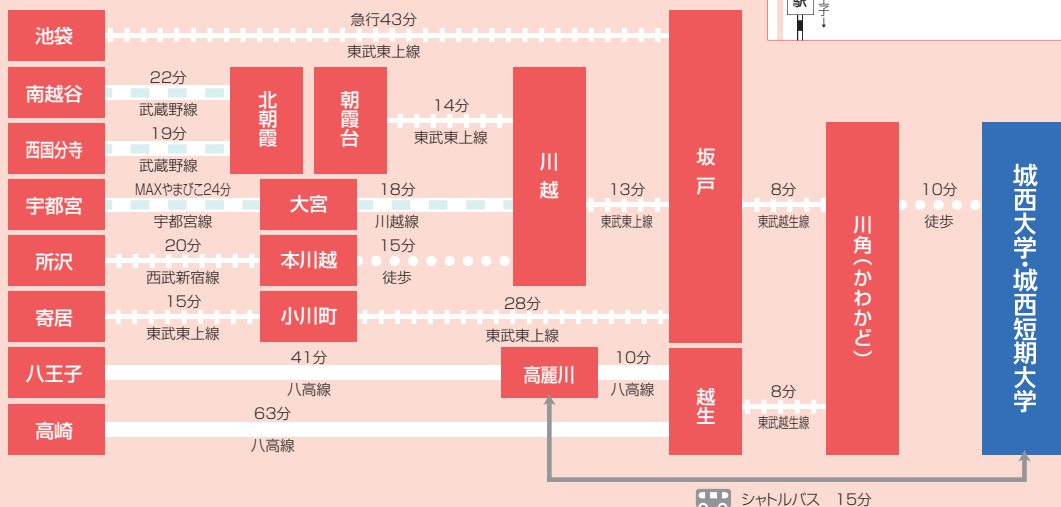 駅
池袋
急行43分
東武東上線
南越谷
22分
武蔵野線
西国分寺
19分
武蔵野線
北朝霞
朝霞台
14分
東武東上線
川越
宇都宮
MAXやまびこ24分
宇都宮線
大宮
18分
川越線
所沢
20分
西武新宿線
本川越
15分
徒歩
13分
東武東上線
坂戸
寄居
15分
東武東上線
小川町
28分
東武東上線
八王子
41分
八高線
高麗川
10分
八高線
高崎
63分
八高線
越生
8分
東武越生線
8分
東武越生線
川角(かわかど)
10分
徒歩
城西大学・城西短期大学
シャトルバス 15分